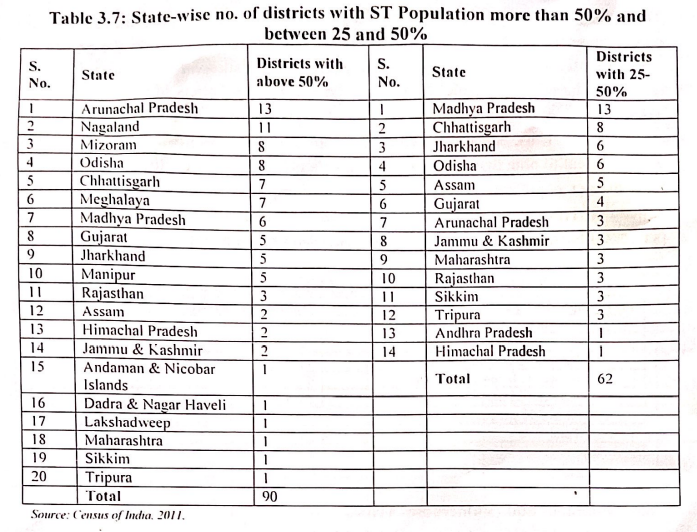 Table 3.7: State-wise no. of districts with ST Population more than 50% and
between 25 and 50%
S. No. State Districts with above 50% S. No. State Districts with 25-50%
1 Arunachal Pradesh 13 1 Madhya Pradesh 13
2 Nagaland 11 2 Chhattisgarh 8
3 Mizoram 8 3 Jharkhand 6
4 Odisha 8 4 Odisha 6
5 Chhattisgarh 7 5 Assam 5
6 Meghalaya 7 6 Gujarat 4
7 Madhya Pradesh 6 7 Arunachal Pradesh 3
8 Gujarat 5 8 Jammu & Kashmir 3
9 Jharkhand 5 9 Maharashtra 3
10 Manipur 5 10 Rajasthan 3
11 Rajasthan 3 11 Sikkim 3
12 Assam 2 12 Tripura 3
13 Himachal Pradesh 2 13 Andhra Pradesh 1
14 Jammu & Kashmir 2 14 Himachal Pradesh 1
15 Andaman & Nicobar Islands 1 Total 62
16 Dadra & Nagar Haveli 1
17 Lakshadweep 1
18 Maharashtra 1
19 Sikkim 1
20 Tripura 1
Total 90
Source: Census of India, 2011.